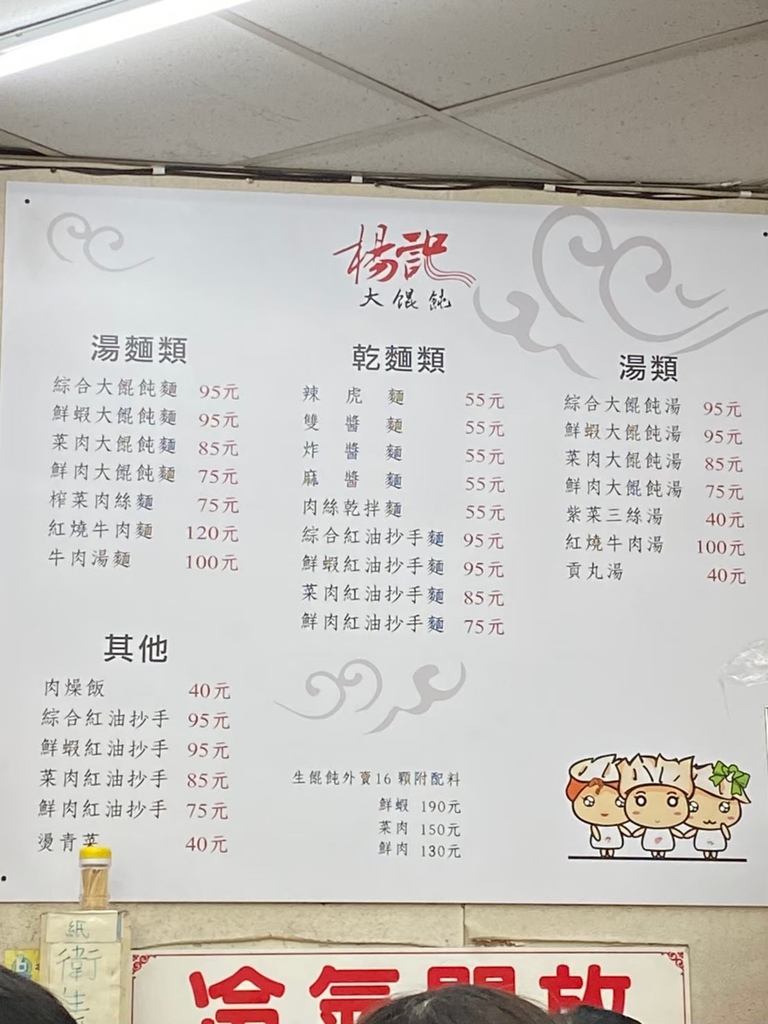 楊記
大餛飩
湯麵類
綜合大餛飩麵 95元
鮮蝦大餛飩麵 95元
菜肉大餛飩麵 85元
鮮肉大餛飩麵 75元
榨菜肉絲麵 75元
紅燒牛肉麵 120元
牛肉湯麵 100元
乾麵類
辣虎麵 55元
雙醬麵 55元
炸醬麵 55元
麻醬麵 55元
肉絲乾拌麵 55元
綜合紅油抄手麵 95元
鮮蝦紅油抄手麵 95元
菜肉紅油抄手麵 85元
鮮肉紅油抄手麵 75元
湯類
綜合大餛飩湯 95元
鮮蝦大餛飩湯 95元
菜肉大餛飩湯 85元
鮮肉大餛飩湯 75元
紫菜三絲湯 40元
紅燒牛肉湯 100元
貢丸湯 40元
其他
肉燥飯 40元
綜合紅油抄手 95元
鮮蝦紅油抄手 95元
菜肉紅油抄手 85元
鮮肉紅油抄手 75元
燙青菜 40元
生餛飩外賣16顆附配料
鮮蝦 190元
菜肉 150元
鮮肉 130元
紙
衛生
冷氣開放